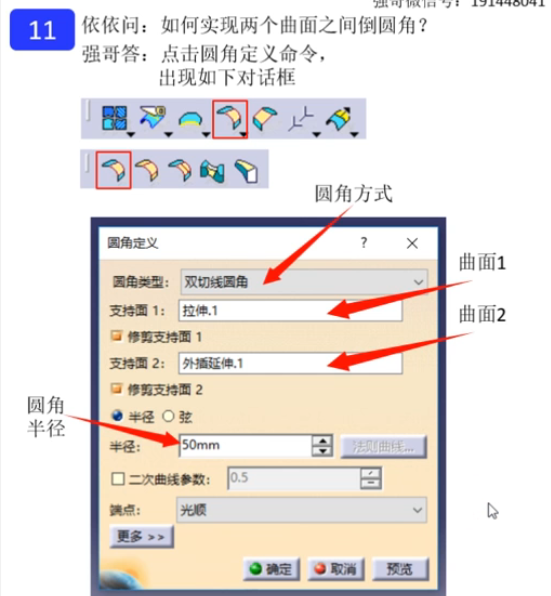 强哥微信号：191448041
11
依依问：如何实现两个曲面之间倒圆角？
强哥答：点击圆角定义命令，
出现如下对话框
圆角方式
圆角定义 ? ×
圆角类型： 双切线圆角
曲面1
支持面 1： 拉伸.1
修剪支持面 1
曲面2
支持面 2： 外插延伸.1
修剪支持面 2
圆角
半径
半径 弦
半径： 50mm 法则曲线...
二次曲线参数： 0.5
端点： 光顺
更多 >>
确定 取消 预览